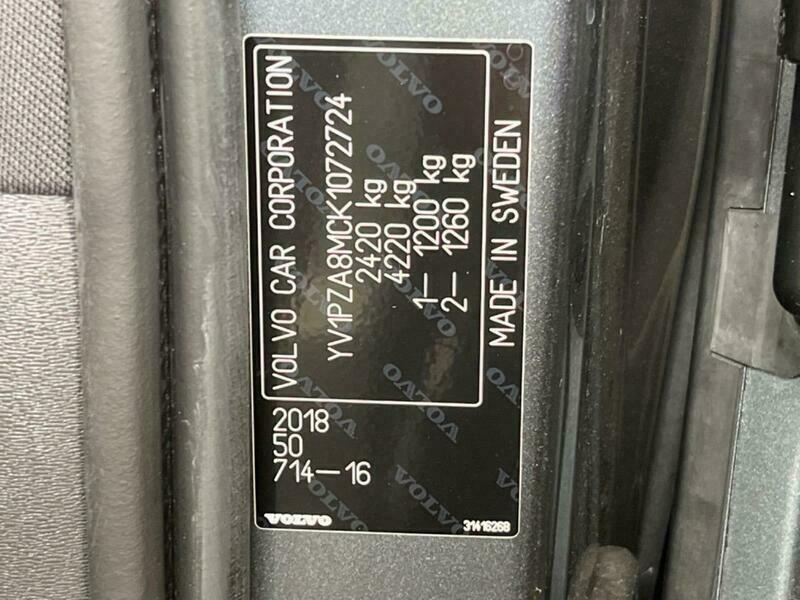 VOLVO CAR CORPORATION
YV1PZA8MCK1072724
2420 kg
4220 kg
1– 1200 kg
2– 1260 kg
MADE IN SWEDEN
2018
50
714–16
VOLVO
31416268